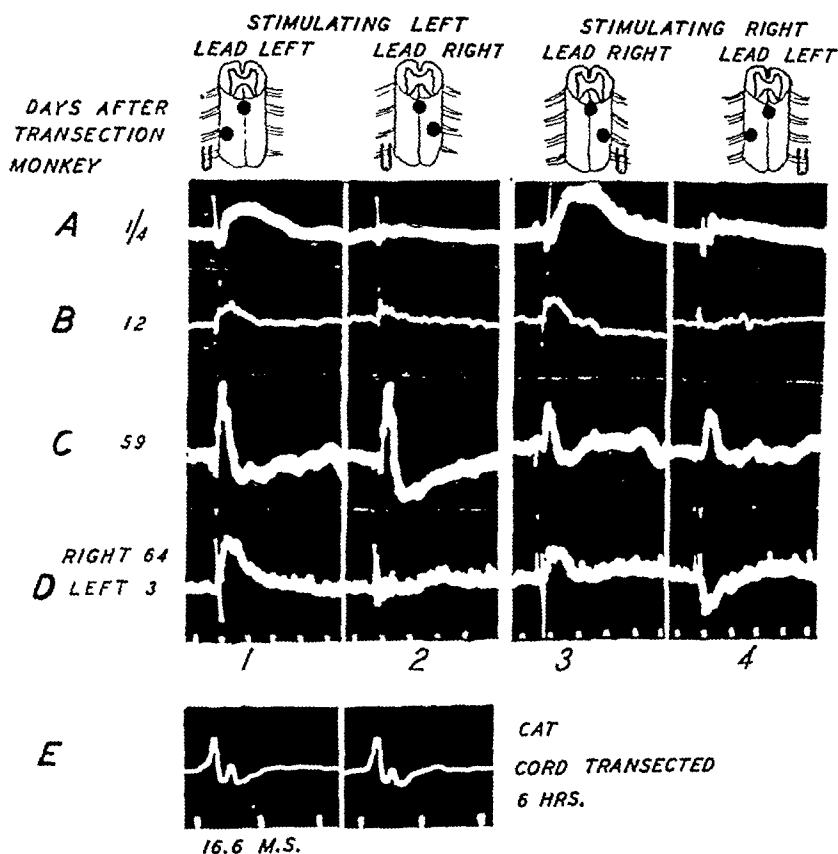 STIMULATING LEFT
LEAD LEFT LEAD RIGHT
STIMULATING RIGHT
LEAD RIGHT LEAD LEFT
DAYS AFTER
TRANSECTION
MONKEY
A 1/4
B 12
C 59
RIGHT 64
D LEFT 3
1 2 3 4
E
CAT
CORD TRANSECTED
6 HRS.
16.6 M.S.